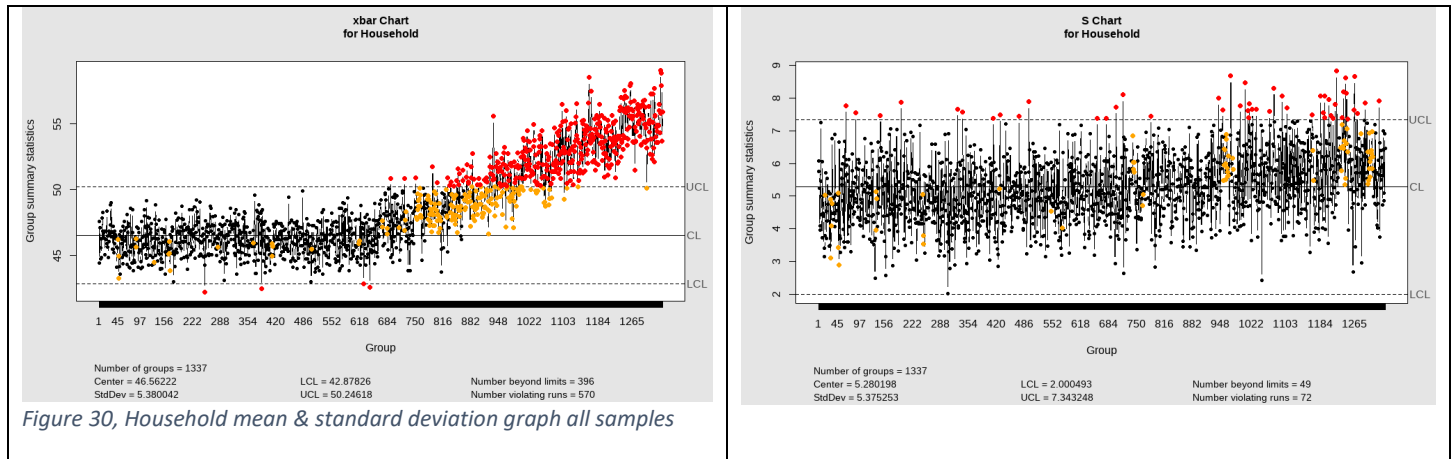 xbar Chart
for Household
Group summary statistics
55
50
45
UCL
CL
LCL
1 45 97 156 222 288 354 420 486 552 618 684 750 816 882 948 1022 1103 1184 1265
Group
Number of groups = 1337
Center = 46.56222 LCL = 42.87826 Number beyond limits = 396
StdDev = 5.380042 UCL = 50.24618 Number violating runs = 570
Figure 30, Household mean & standard deviation graph all samples
S Chart
for Household
Group summary statistics
9
8
7
6
5
4
3
2
UCL
CL
LCL
1 45 97 156 222 288 354 420 486 552 618 684 750 816 882 948 1022 1103 1184 1265
Group
Number of groups = 1337
Center = 5.280198 LCL = 2.000493 Number beyond limits = 49
StdDev = 5.375253 UCL = 7.343248 Number violating runs = 72